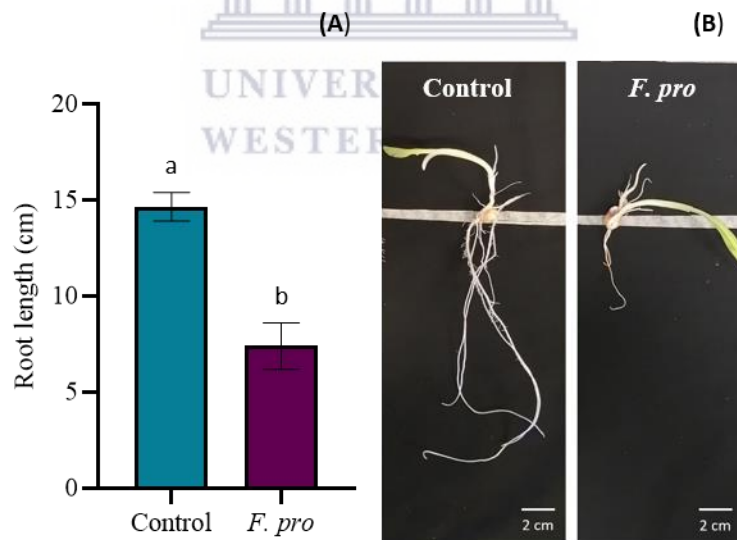 (A)
(B)
UNIVER
WESTER
Root length (cm)
20
15
10
5
0
a
b
Control
F. pro
Control
F. pro
2 cm
2 cm